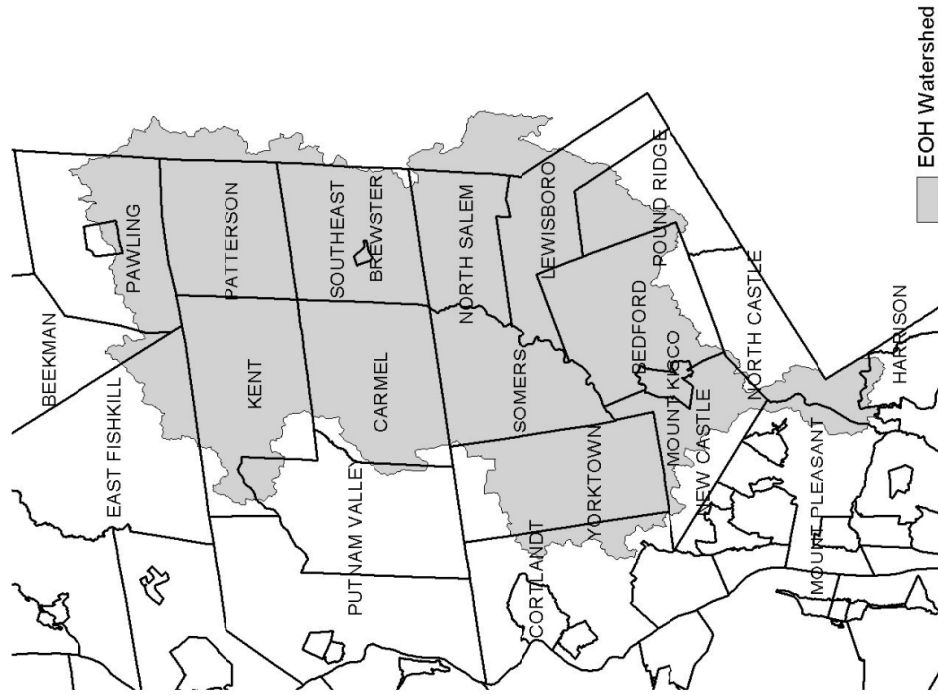 BEEKMAN
EAST FISHKILL
PAWLING
PATTERSON
KENT
SOUTHEAST
BREWSTER
CARMEL
PUTNAM VALLEY
NORTH SALEM
SOMERS
LEWISBORO
YORKTOWN
CORTLANDT
BEDFORD
POUND RIDGE
MOUNT KISCO
NEW CASTLE
NORTH CASTLE
MOUNT PLEASANT
HARRISON
EOH Watershed